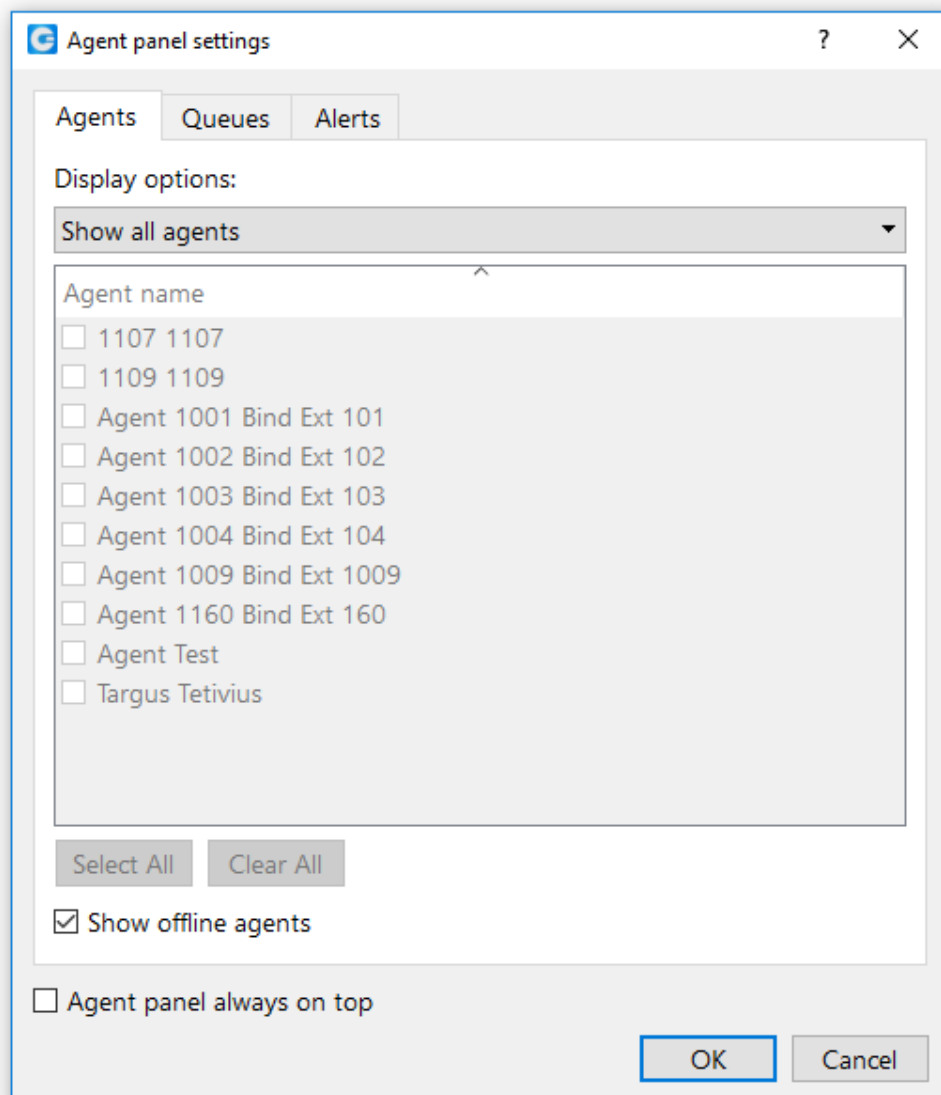 Agent panel settings
?
Agents Queues Alerts
Display options:
Show all agents
Agent name
1107 1107
1109 1109
Agent 1001 Bind Ext 101
Agent 1002 Bind Ext 102
Agent 1003 Bind Ext 103
Agent 1004 Bind Ext 104
Agent 1009 Bind Ext 1009
Agent 1160 Bind Ext 160
Agent Test
Targus Tetivius
Select All Clear All
Show offline agents
Agent panel always on top
OK Cancel